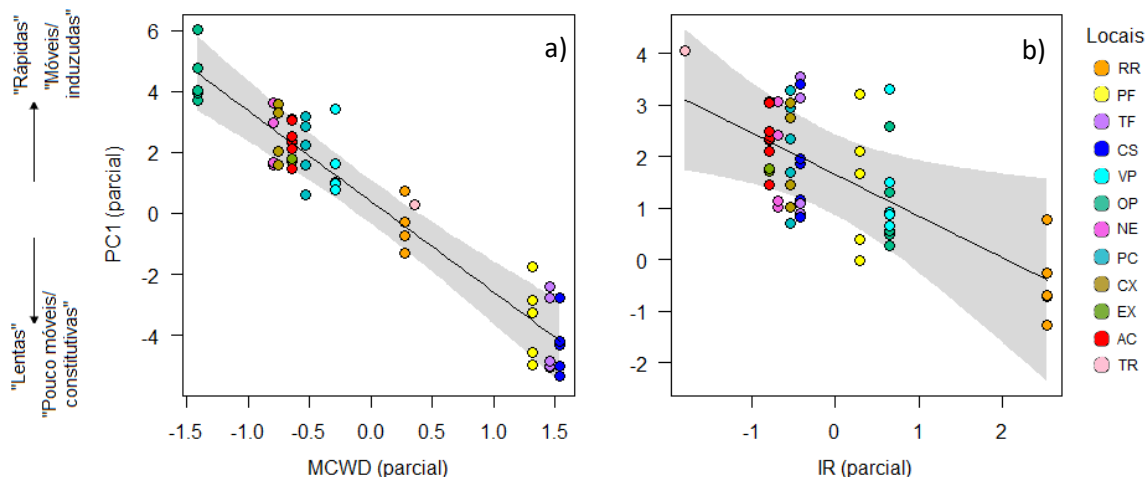 "Rápidas"
"Móveis/
induzudas"
"Lentas"
"Pouco móveis/
constitutivas"
PC1 (parcial)
6
4
2
0
-2
-4
a)
-1.5 -1.0 -0.5 0.0 0.5 1.0 1.5
MCWD (parcial)
4
3
2
1
0
-1
-2
b)
-1 0 1 2
IR (parcial)
Locais
RR
PF
TF
CS
VP
OP
NE
PC
CX
EX
AC
TR